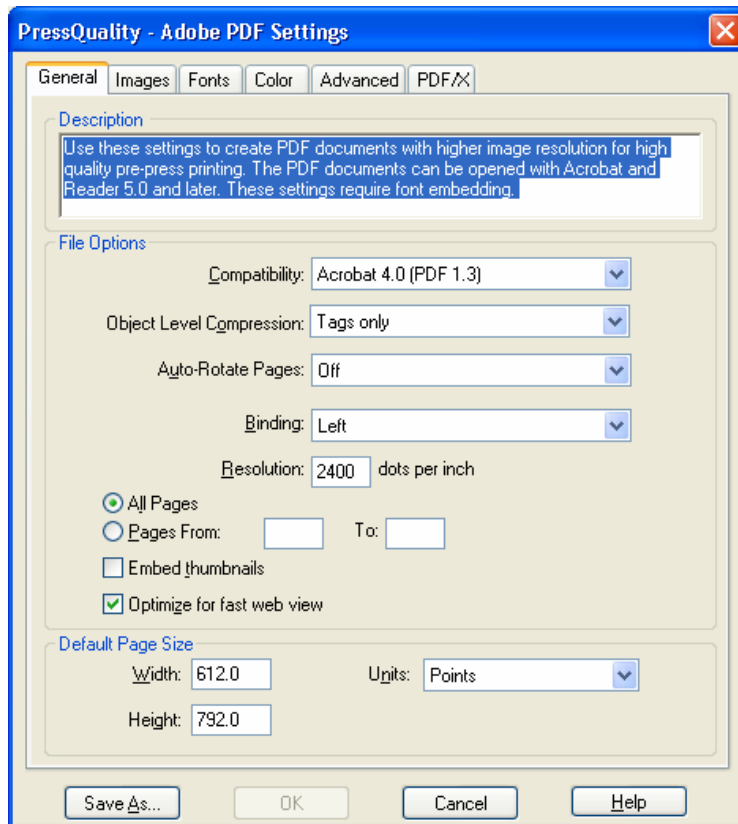 PressQuality - Adobe PDF Settings
General Images Fonts Color Advanced PDF/X
Description
Use these settings to create PDF documents with higher image resolution for high
quality pre-press printing. The PDF documents can be opened with Acrobat and
Reader 5.0 and later. These settings require font embedding.
File Options
Compatibility: Acrobat 4.0 (PDF 1.3)
Object Level Compression: Tags only
Auto-Rotate Pages: Off
Binding: Left
Resolution: 2400 dots per inch
All Pages
Pages From: To:
Embed thumbnails
Optimize for fast web view
Default Page Size
Width: 612.0 Units: Points
Height: 792.0
Save As... OK Cancel Help